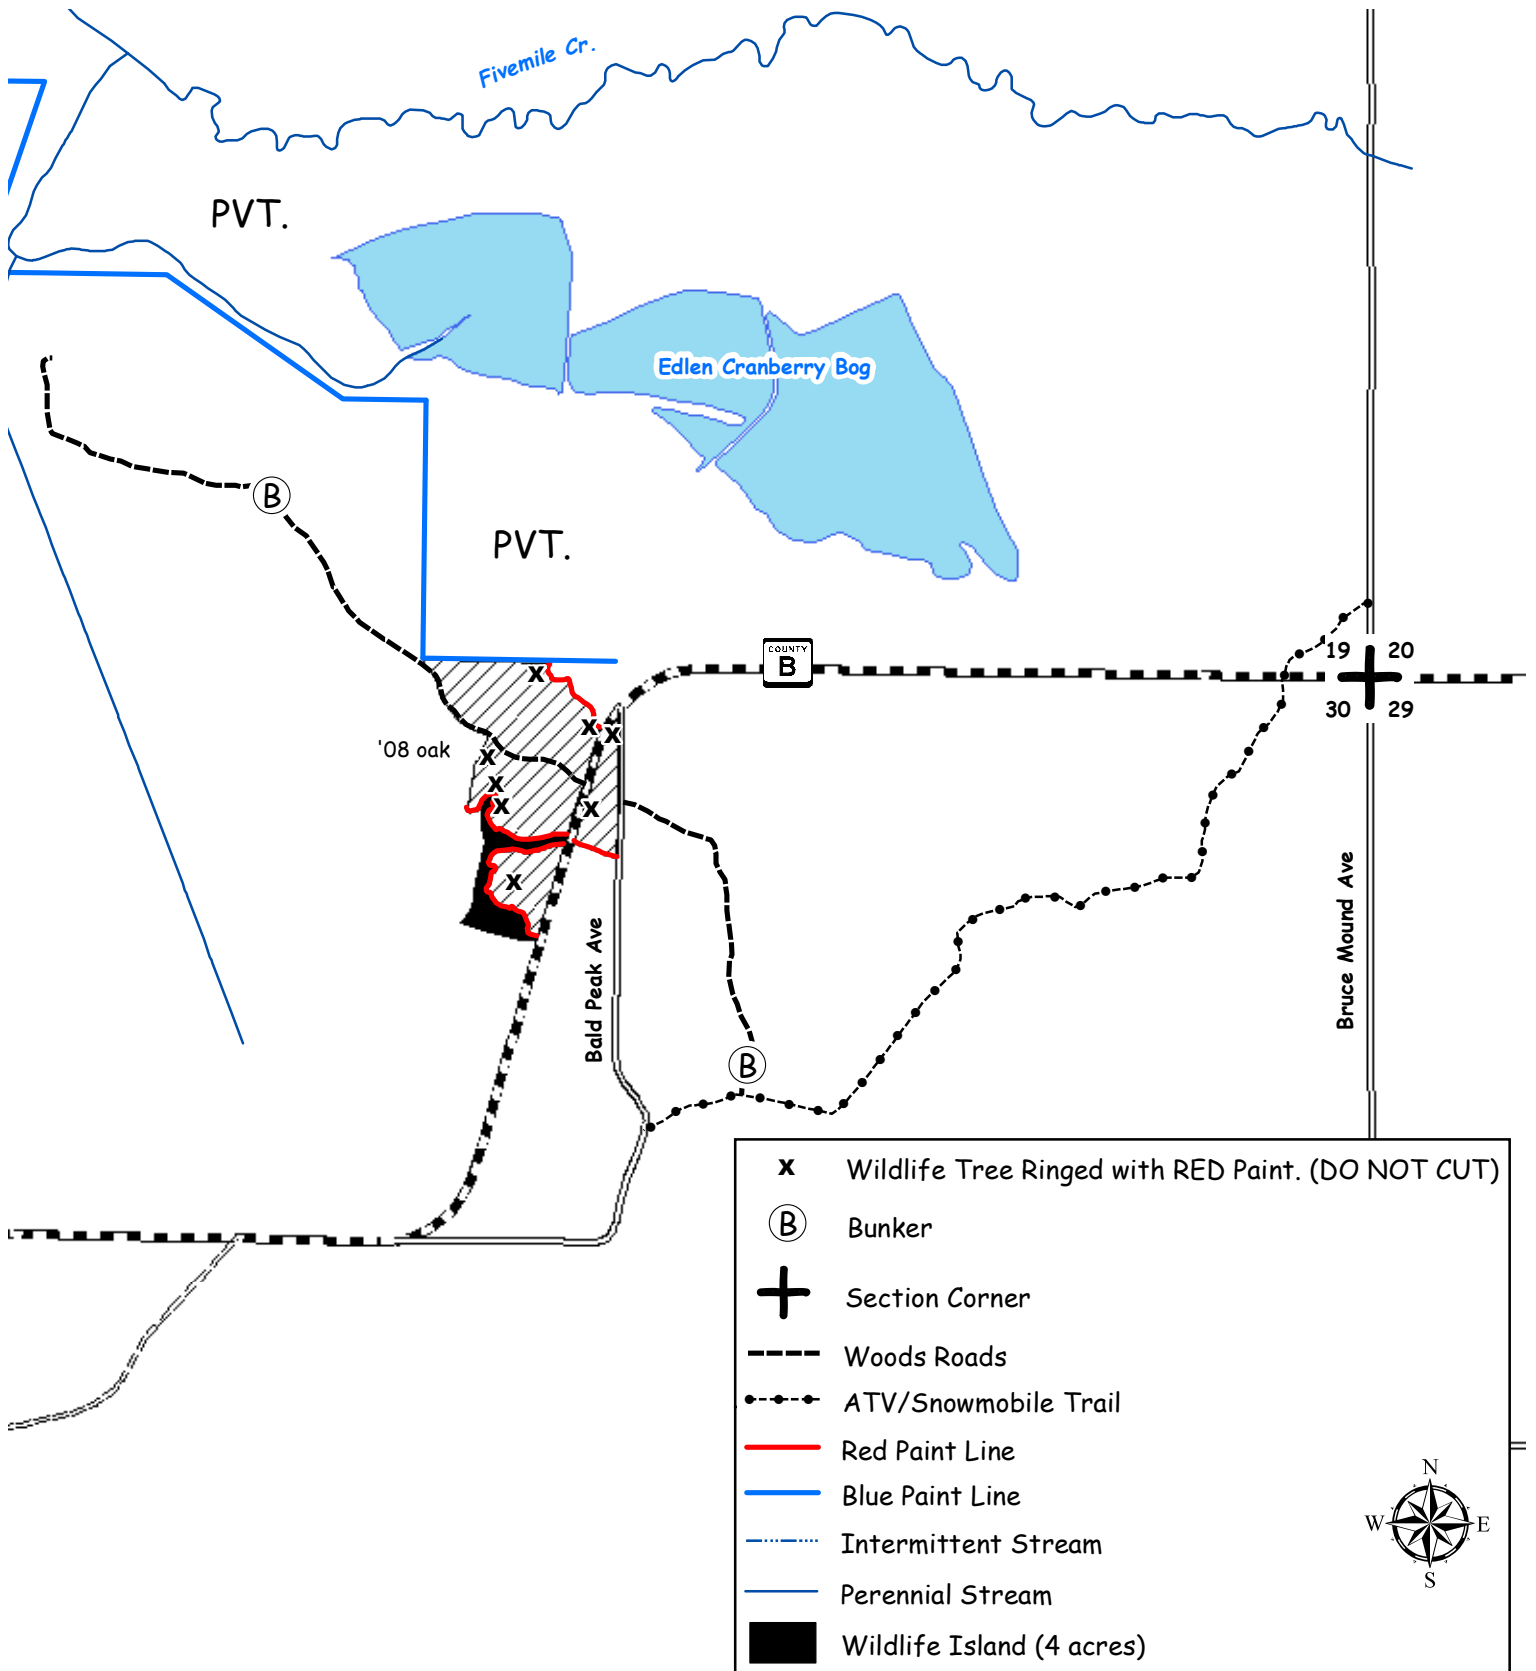 Fivemile Cr.
PVT.
Edlen Cranberry Bog
B
PVT.
COUNTY
B
19 20
30 29
'08 oak
x
x
x
x
x
x
x
x
Bald Peak Ave
Bruce Mound Ave
B
x Wildlife Tree Ringed with RED Paint. (DO NOT CUT)
B Bunker
Section Corner
Woods Roads
ATV/Snowmobile Trail
Red Paint Line
Blue Paint Line
Intermittent Stream
Perennial Stream
Wildlife Island (4 acres)
N
W E
S